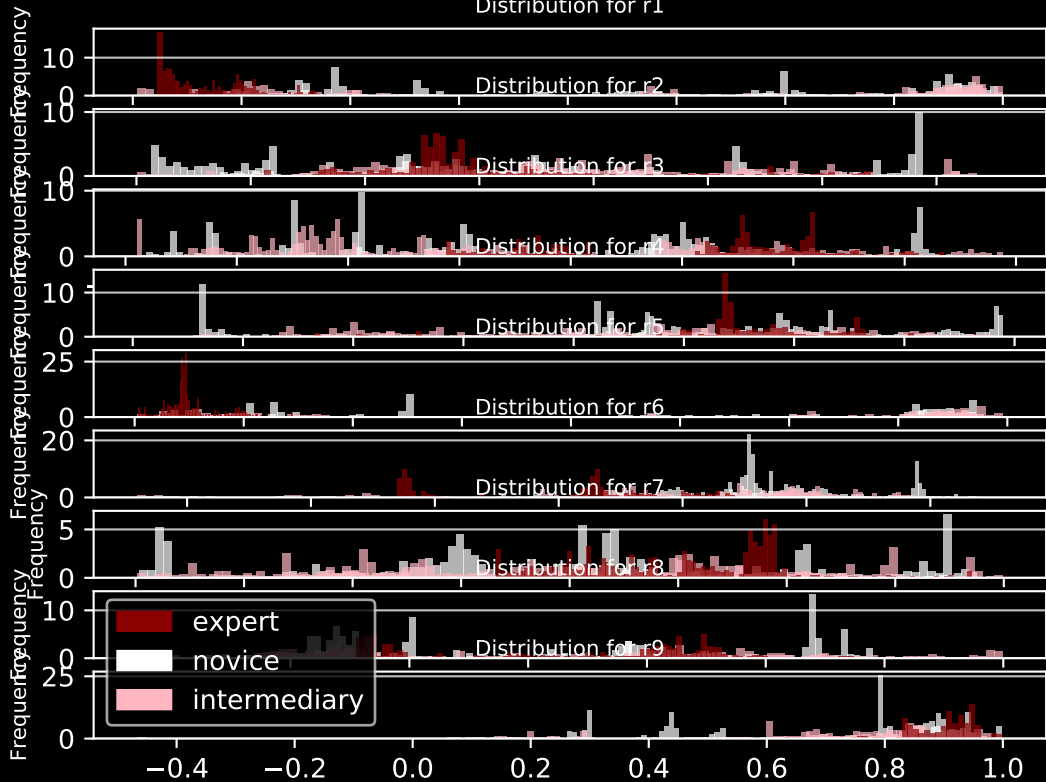 Distribution for r1
Frequency
10
0
Distribution for r2
Frequency
10
0
Distribution for r3
Frequency
10
0
Distribution for r4
Frequency
10
0
Distribution for r5
Frequency
25
0
Distribution for r6
Frequency
20
0
Distribution for r7
Frequency
5
0
Distribution for r8
Frequency
10
0
Distribution for r9
Frequency
25
0
expert
novice
intermediary
−0.4 −0.2 0.0 0.2 0.4 0.6 0.8 1.0